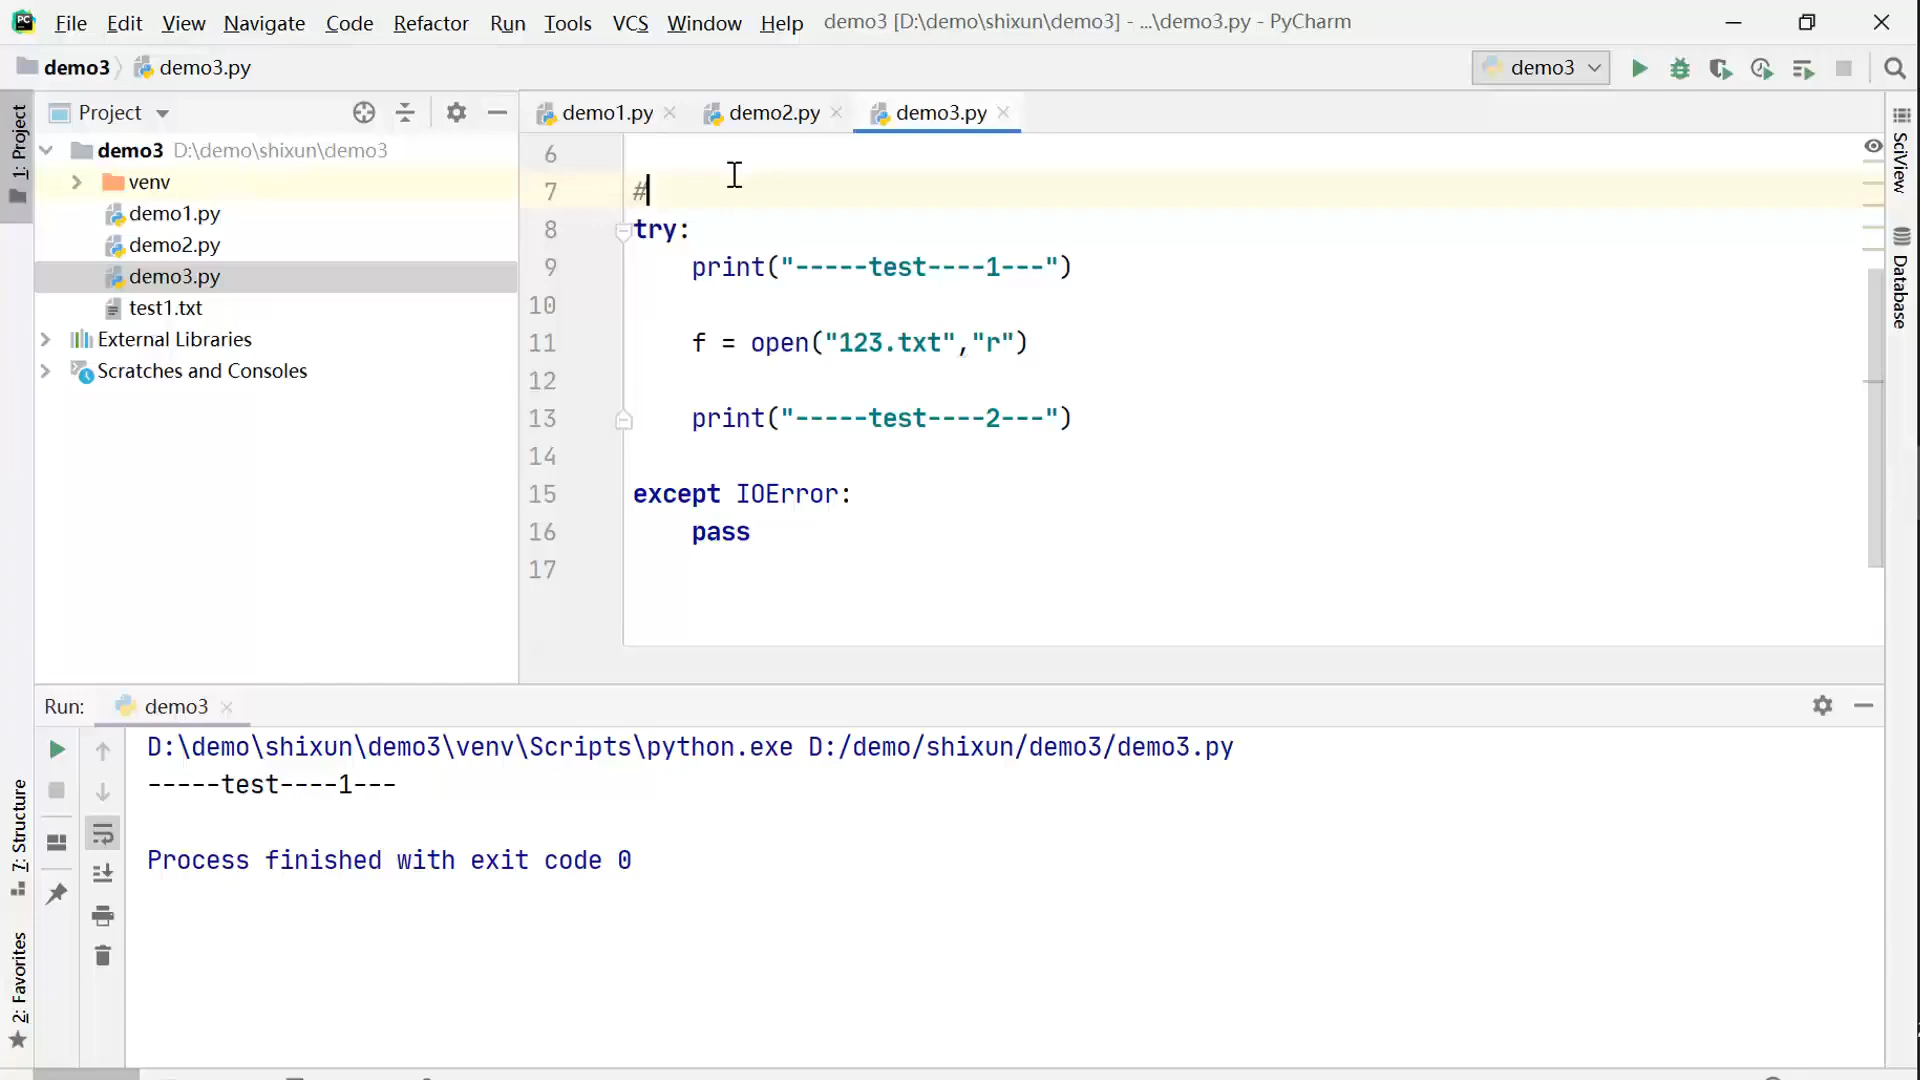 File Edit View Navigate Code Refactor Run Tools VCS Window Help demo3 [D:\demo\shixun\demo3] - ...\demo3.py - PyCharm
demo3 demo3.py demo3
1: Project
Project
demo3 D:\demo\shixun\demo3
venv
demo1.py
demo2.py
demo3.py
test1.txt
External Libraries
Scratches and Consoles
demo1.py demo2.py demo3.py
6
7 #
8 try:
9 print("-----test----1---")
10
11 f = open("123.txt","r")
12
13 print("-----test----2---")
14
15 except IOError:
16 pass
17
SciView
Database
Run: demo3
D:\demo\shixun\demo3\venv\Scripts\python.exe D:/demo/shixun/demo3/demo3.py
-----test----1---
Process finished with exit code 0
7: Structure
2: Favorites